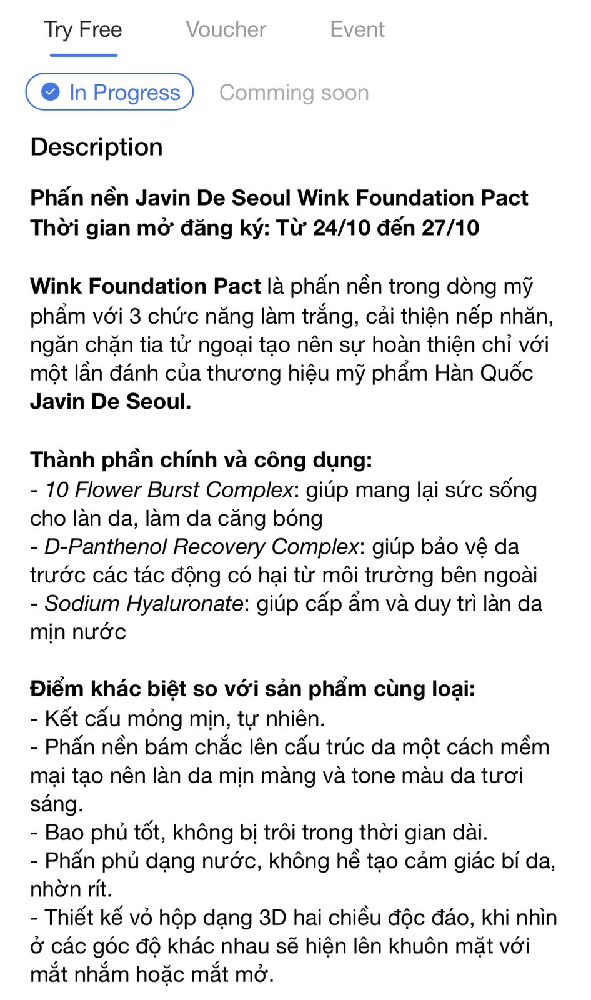 Try Free Voucher Event
In Progress Comming soon
Description
Phấn nền Javin De Seoul Wink Foundation Pact
Thời gian mở đăng ký: Từ 24/10 đến 27/10
Wink Foundation Pact là phấn nền trong dòng mỹ
phẩm với 3 chức năng làm trắng, cải thiện nếp nhăn,
ngăn chặn tia tử ngoại tạo nên sự hoàn thiện chỉ với
một lần đánh của thương hiệu mỹ phẩm Hàn Quốc
Javin De Seoul.
Thành phần chính và công dụng:
- 10 Flower Burst Complex: giúp mang lại sức sống
cho làn da, làm da căng bóng
- D-Panthenol Recovery Complex: giúp bảo vệ da
trước các tác động có hại từ môi trường bên ngoài
- Sodium Hyaluronate: giúp cấp ẩm và duy trì làn da
mịn nước
Điểm khác biệt so với sản phẩm cùng loại:
- Kết cấu mỏng mịn, tự nhiên.
- Phấn nền bám chắc lên cấu trúc da một cách mềm
mại tạo nên làn da mịn màng và tone màu da tươi
sáng.
- Bao phủ tốt, không bị trôi trong thời gian dài.
- Phấn phủ dạng nước, không hề tạo cảm giác bí da,
nhờn rít.
- Thiết kế vỏ hộp dạng 3D hai chiều độc đáo, khi nhìn
ở các góc độ khác nhau sẽ hiện lên khuôn mặt với
mắt nhắm hoặc mắt mở.